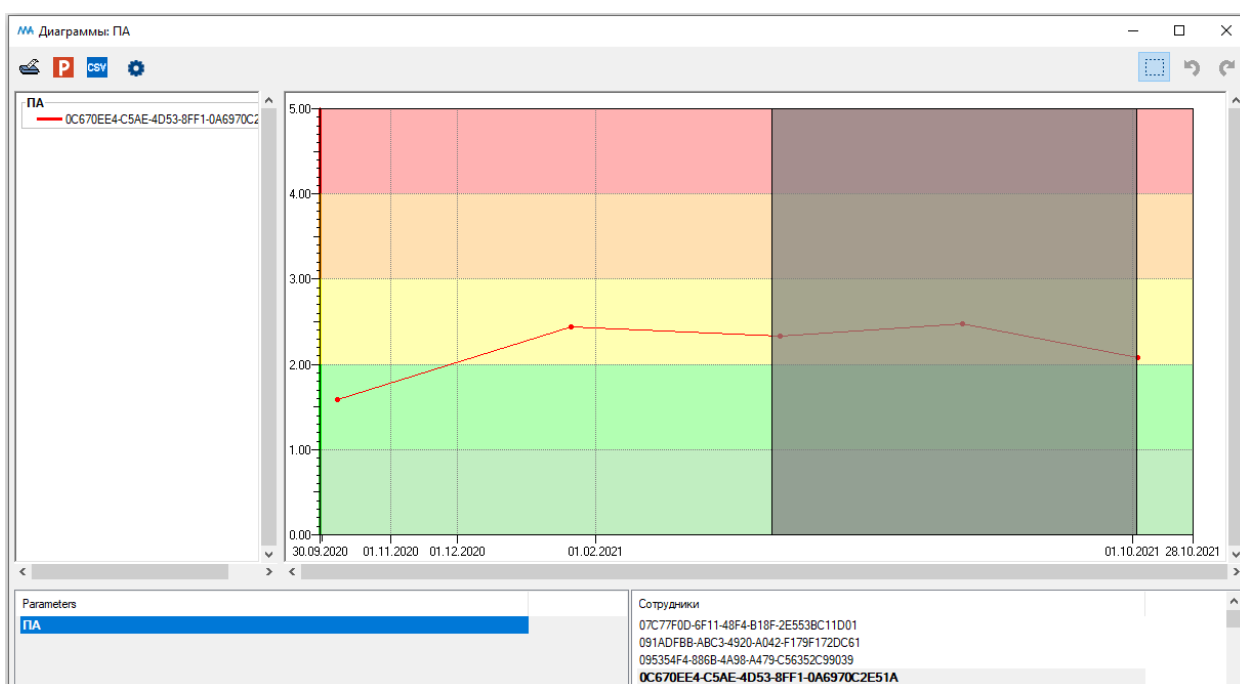 Диаграммы: ПА
P CSV
ПА
0C670EE4-C5AE-4D53-8FF1-0A6970C2
5.00
4.00
3.00
2.00
1.00
0.00
30.09.2020 01.11.2020 01.12.2020 01.02.2021 01.10.2021 28.10.2021
Parameters
ПА
Сотрудники
07C77F0D-6F11-48F4-B18F-2E553BC11D01
091ADFBB-ABC3-4920-A042-F179F172DC61
095354F4-886B-4A98-A479-C56352C99039
0C670EE4-C5AE-4D53-8FF1-0A6970C2E51A